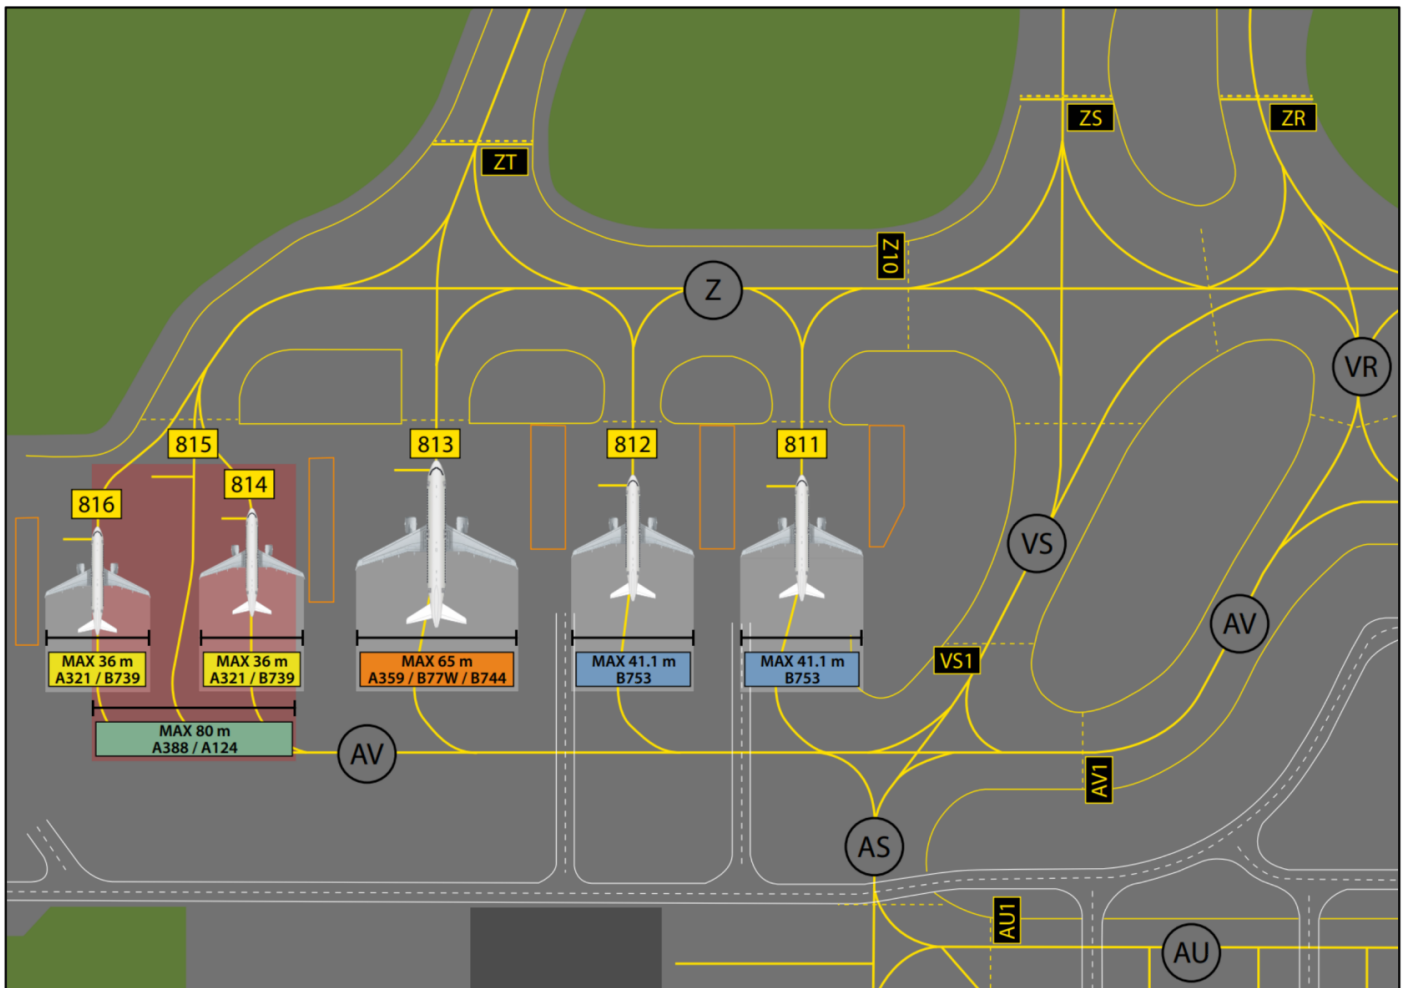 ZS
ZR
ZT
Z10
Z
VR
815
813
812
811
814
816
VS
AV
VS1
MAX 36 m
A321 / B739
MAX 36 m
A321 / B739
MAX 65 m
A359 / B77W / B744
MAX 41.1 m
B753
MAX 41.1 m
B753
MAX 80 m
A388 / A124
AV
AV1
AS
AU1
AU